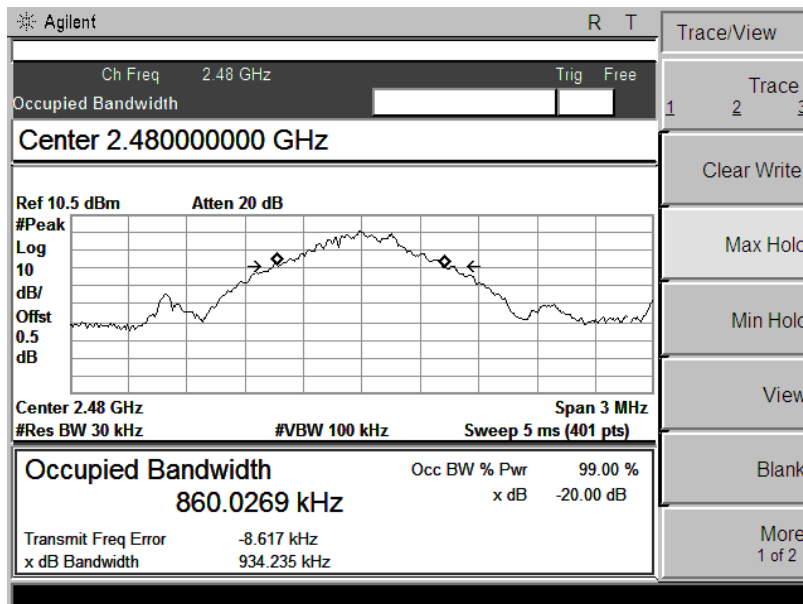 Agilent
R T
Trace/View
Ch Freq 2.48 GHz
Trig Free
Occupied Bandwidth
Center 2.480000000 GHz
Ref 10.5 dBm Atten 20 dB
#Peak
Log
10
dB/
Offst
0.5
dB
Center 2.48 GHz
Span 3 MHz
#Res BW 30 kHz #VBW 100 kHz Sweep 5 ms (401 pts)
Occupied Bandwidth
860.0269 kHz
Occ BW % Pwr 99.00 %
x dB -20.00 dB
Transmit Freq Error -8.617 kHz
x dB Bandwidth 934.235 kHz
Trace
1 2 3
Clear Write
Max Hold
Min Hold
View
Blank
More
1 of 2